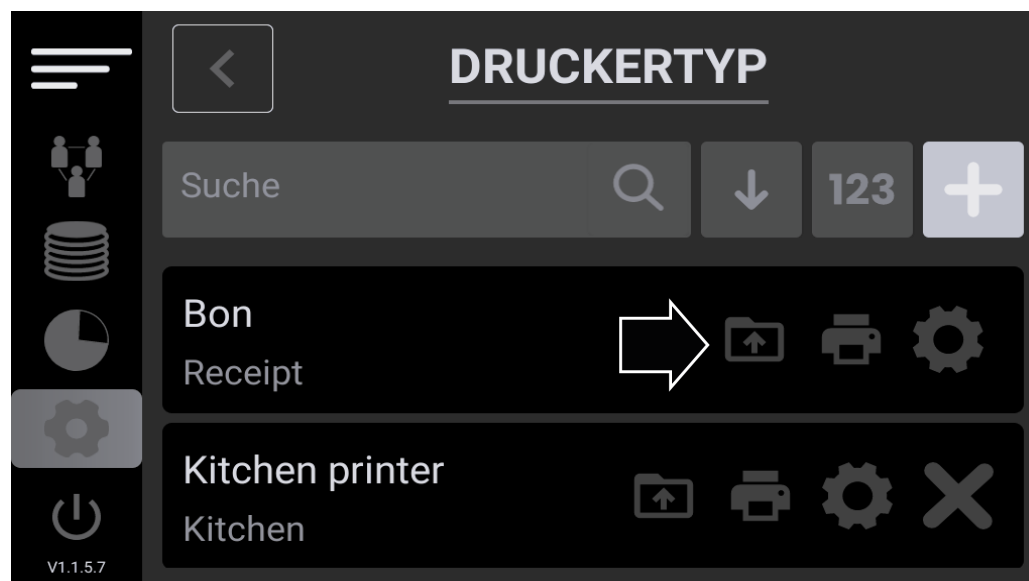 DRUCKERTYP
Suche
123
Bon
Receipt
Kitchen printer
Kitchen
V1.1.5.7